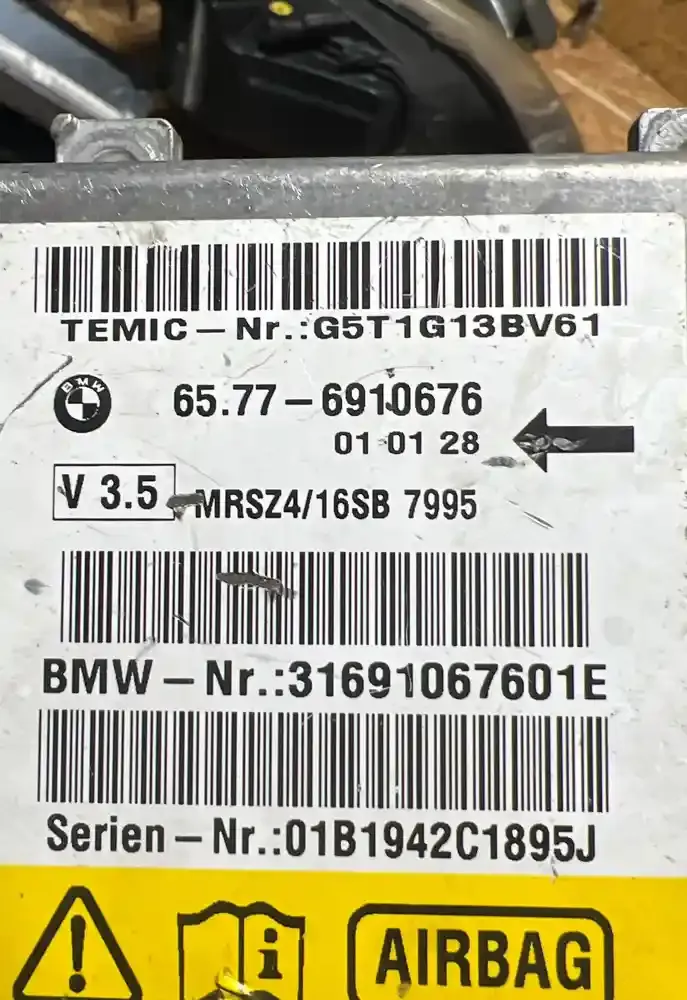 TEMIC-Nr.:G5T1G13BV61
BMW
65.77-6910676
01 01 28
V 3.5 MRSZ4/16SB 7995
BMW-Nr.:31691067601E
Serien-Nr.:01B1942C1895J
i
AIRBAG